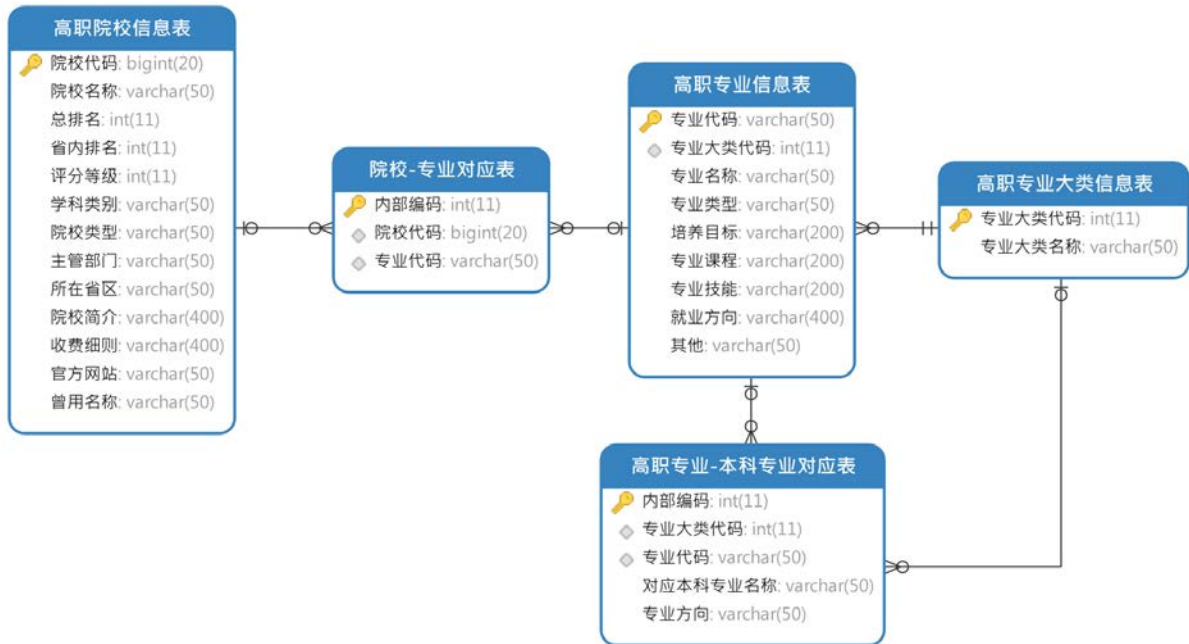 高职院校信息表
院校代码: bigint(20)
院校名称: varchar(50)
总排名: int(11)
省内排名: int(11)
评分等级: int(11)
学科类别: varchar(50)
院校类型: varchar(50)
主管部门: varchar(50)
所在省区: varchar(50)
院校简介: varchar(400)
收费细则: varchar(400)
官方网站: varchar(50)
曾用名称: varchar(50)
院校-专业对应表
内部编码: int(11)
院校代码: bigint(20)
专业代码: varchar(50)
高职专业信息表
专业代码: varchar(50)
专业大类代码: int(11)
专业名称: varchar(50)
专业类型: varchar(50)
培养目标: varchar(200)
专业课程: varchar(200)
专业技能: varchar(200)
就业方向: varchar(400)
其他: varchar(50)
高职专业大类信息表
专业大类代码: int(11)
专业大类名称: varchar(50)
高职专业-本科专业对应表
内部编码: int(11)
专业大类代码: int(11)
专业代码: varchar(50)
对应本科专业名称: varchar(50)
专业方向: varchar(50)